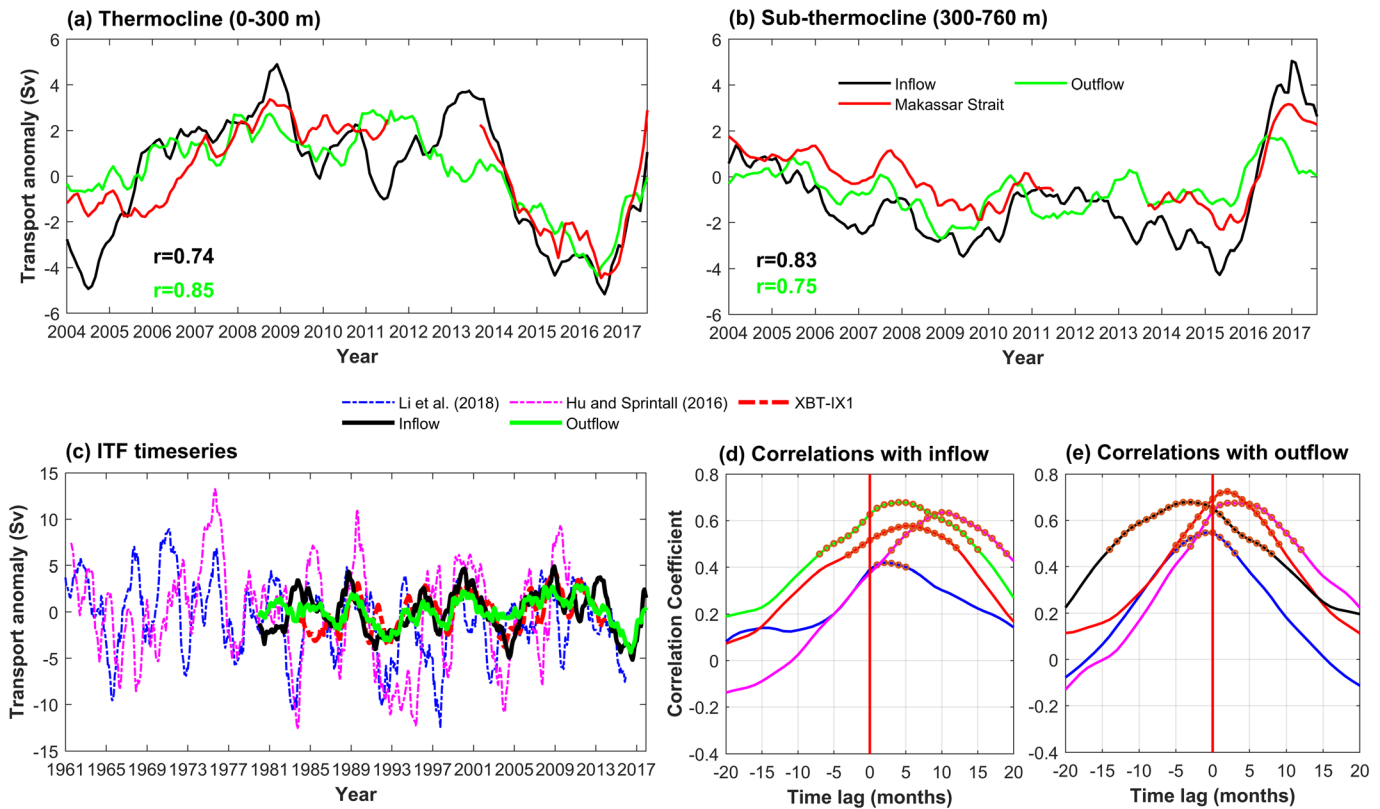 (a) Thermocline (0-300 m)
6
4
2
0
-2
-4
-6
Transport anomaly (Sv)
r=0.74
r=0.85
2004 2005 2006 2007 2008 2009 2010 2011 2012 2013 2014 2015 2016 2017
Year
(b) Sub-thermocline (300-760 m)
6
4
2
0
-2
-4
-6
Inflow
Outflow
Makassar Strait
r=0.83
r=0.75
2004 2005 2006 2007 2008 2009 2010 2011 2012 2013 2014 2015 2016 2017
Year
Li et al. (2018)
Hu and Sprintall (2016)
XBT-IX1
Inflow
Outflow
(c) ITF timeseries
15
10
5
0
-5
-10
-15
Transport anomaly (Sv)
1961 1965 1969 1973 1977 1981 1985 1989 1993 1997 2001 2005 2009 2013 2017
Year
(d) Correlations with inflow
0.8
0.6
0.4
0.2
0
-0.2
-0.4
Correlation Coefficient
-20 -15 -10 -5 0 5 10 15 20
Time lag (months)
(e) Correlations with outflow
0.8
0.6
0.4
0.2
0
-0.2
-0.4
-20 -15 -10 -5 0 5 10 15 20
Time lag (months)